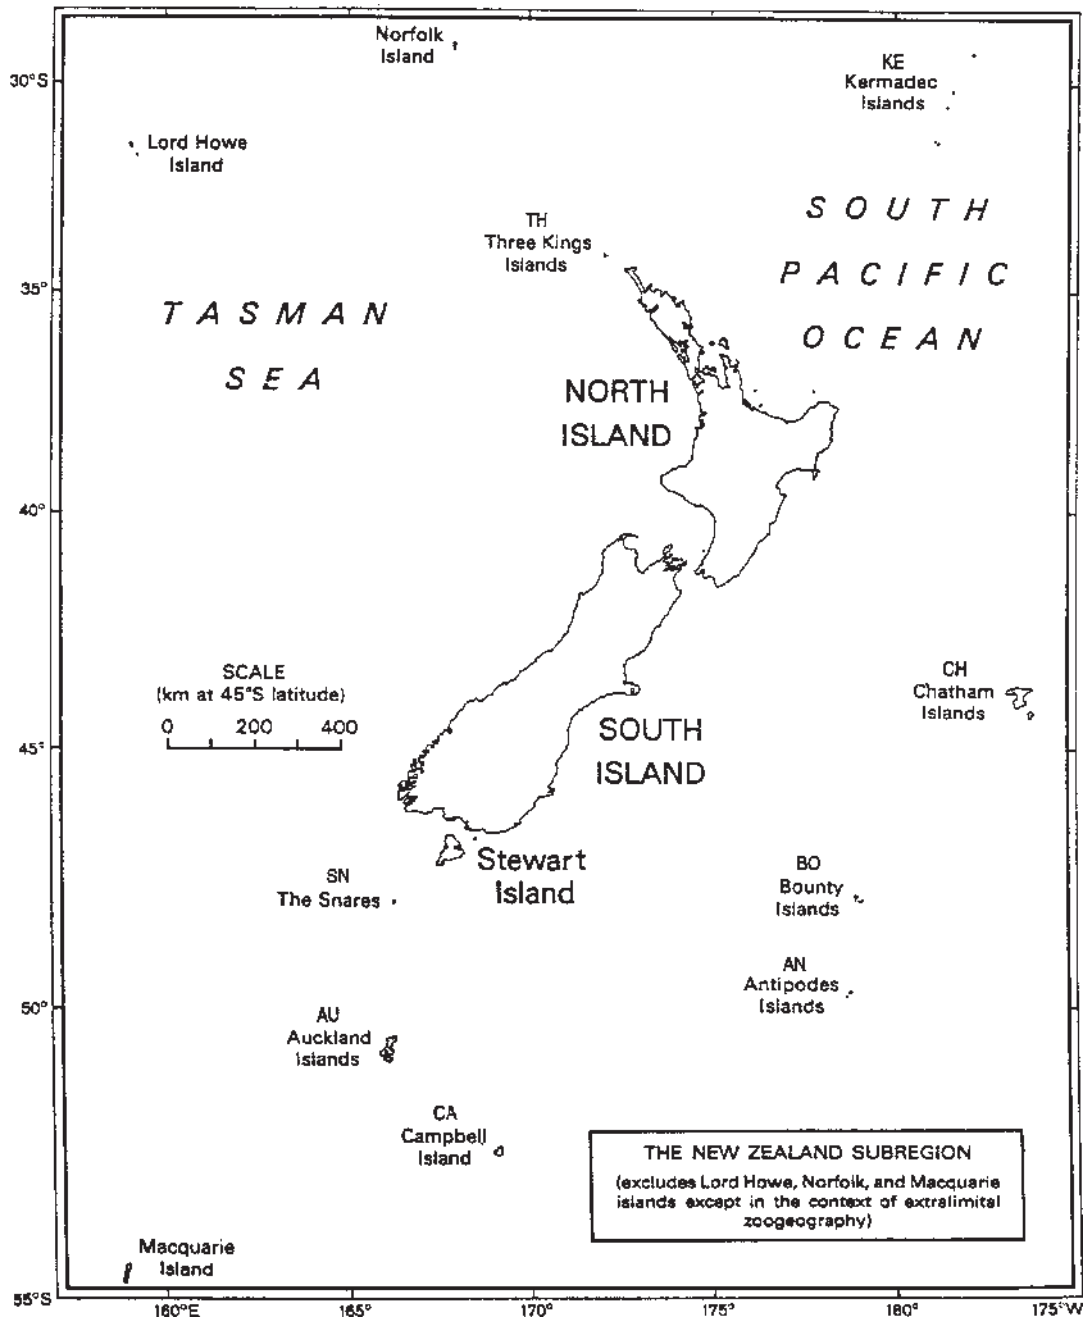 Norfolk
Island
KE
Kermadec
Islands
30°S
Lord Howe
Island
SOUTH
PACIFIC
OCEAN
TH
Three Kings
Islands
35°
TASMAN
SEA
NORTH
ISLAND
40°
SCALE
(km at 45°S latitude)
0 200 400
CH
Chatham
Islands
45°
SOUTH
ISLAND
Stewart
Island
SN
The Snares
BO
Bounty
Islands
AN
Antipodes
Islands
50°
AU
Auckland
Islands
CA
Campbell
Island
THE NEW ZEALAND SUBREGION
(excludes Lord Howe, Norfolk, and Macquarie
islands except in the context of extralimital
zoogeography)
Macquarie
Island
55°S
160°E 165° 170° 175° 180° 175°W